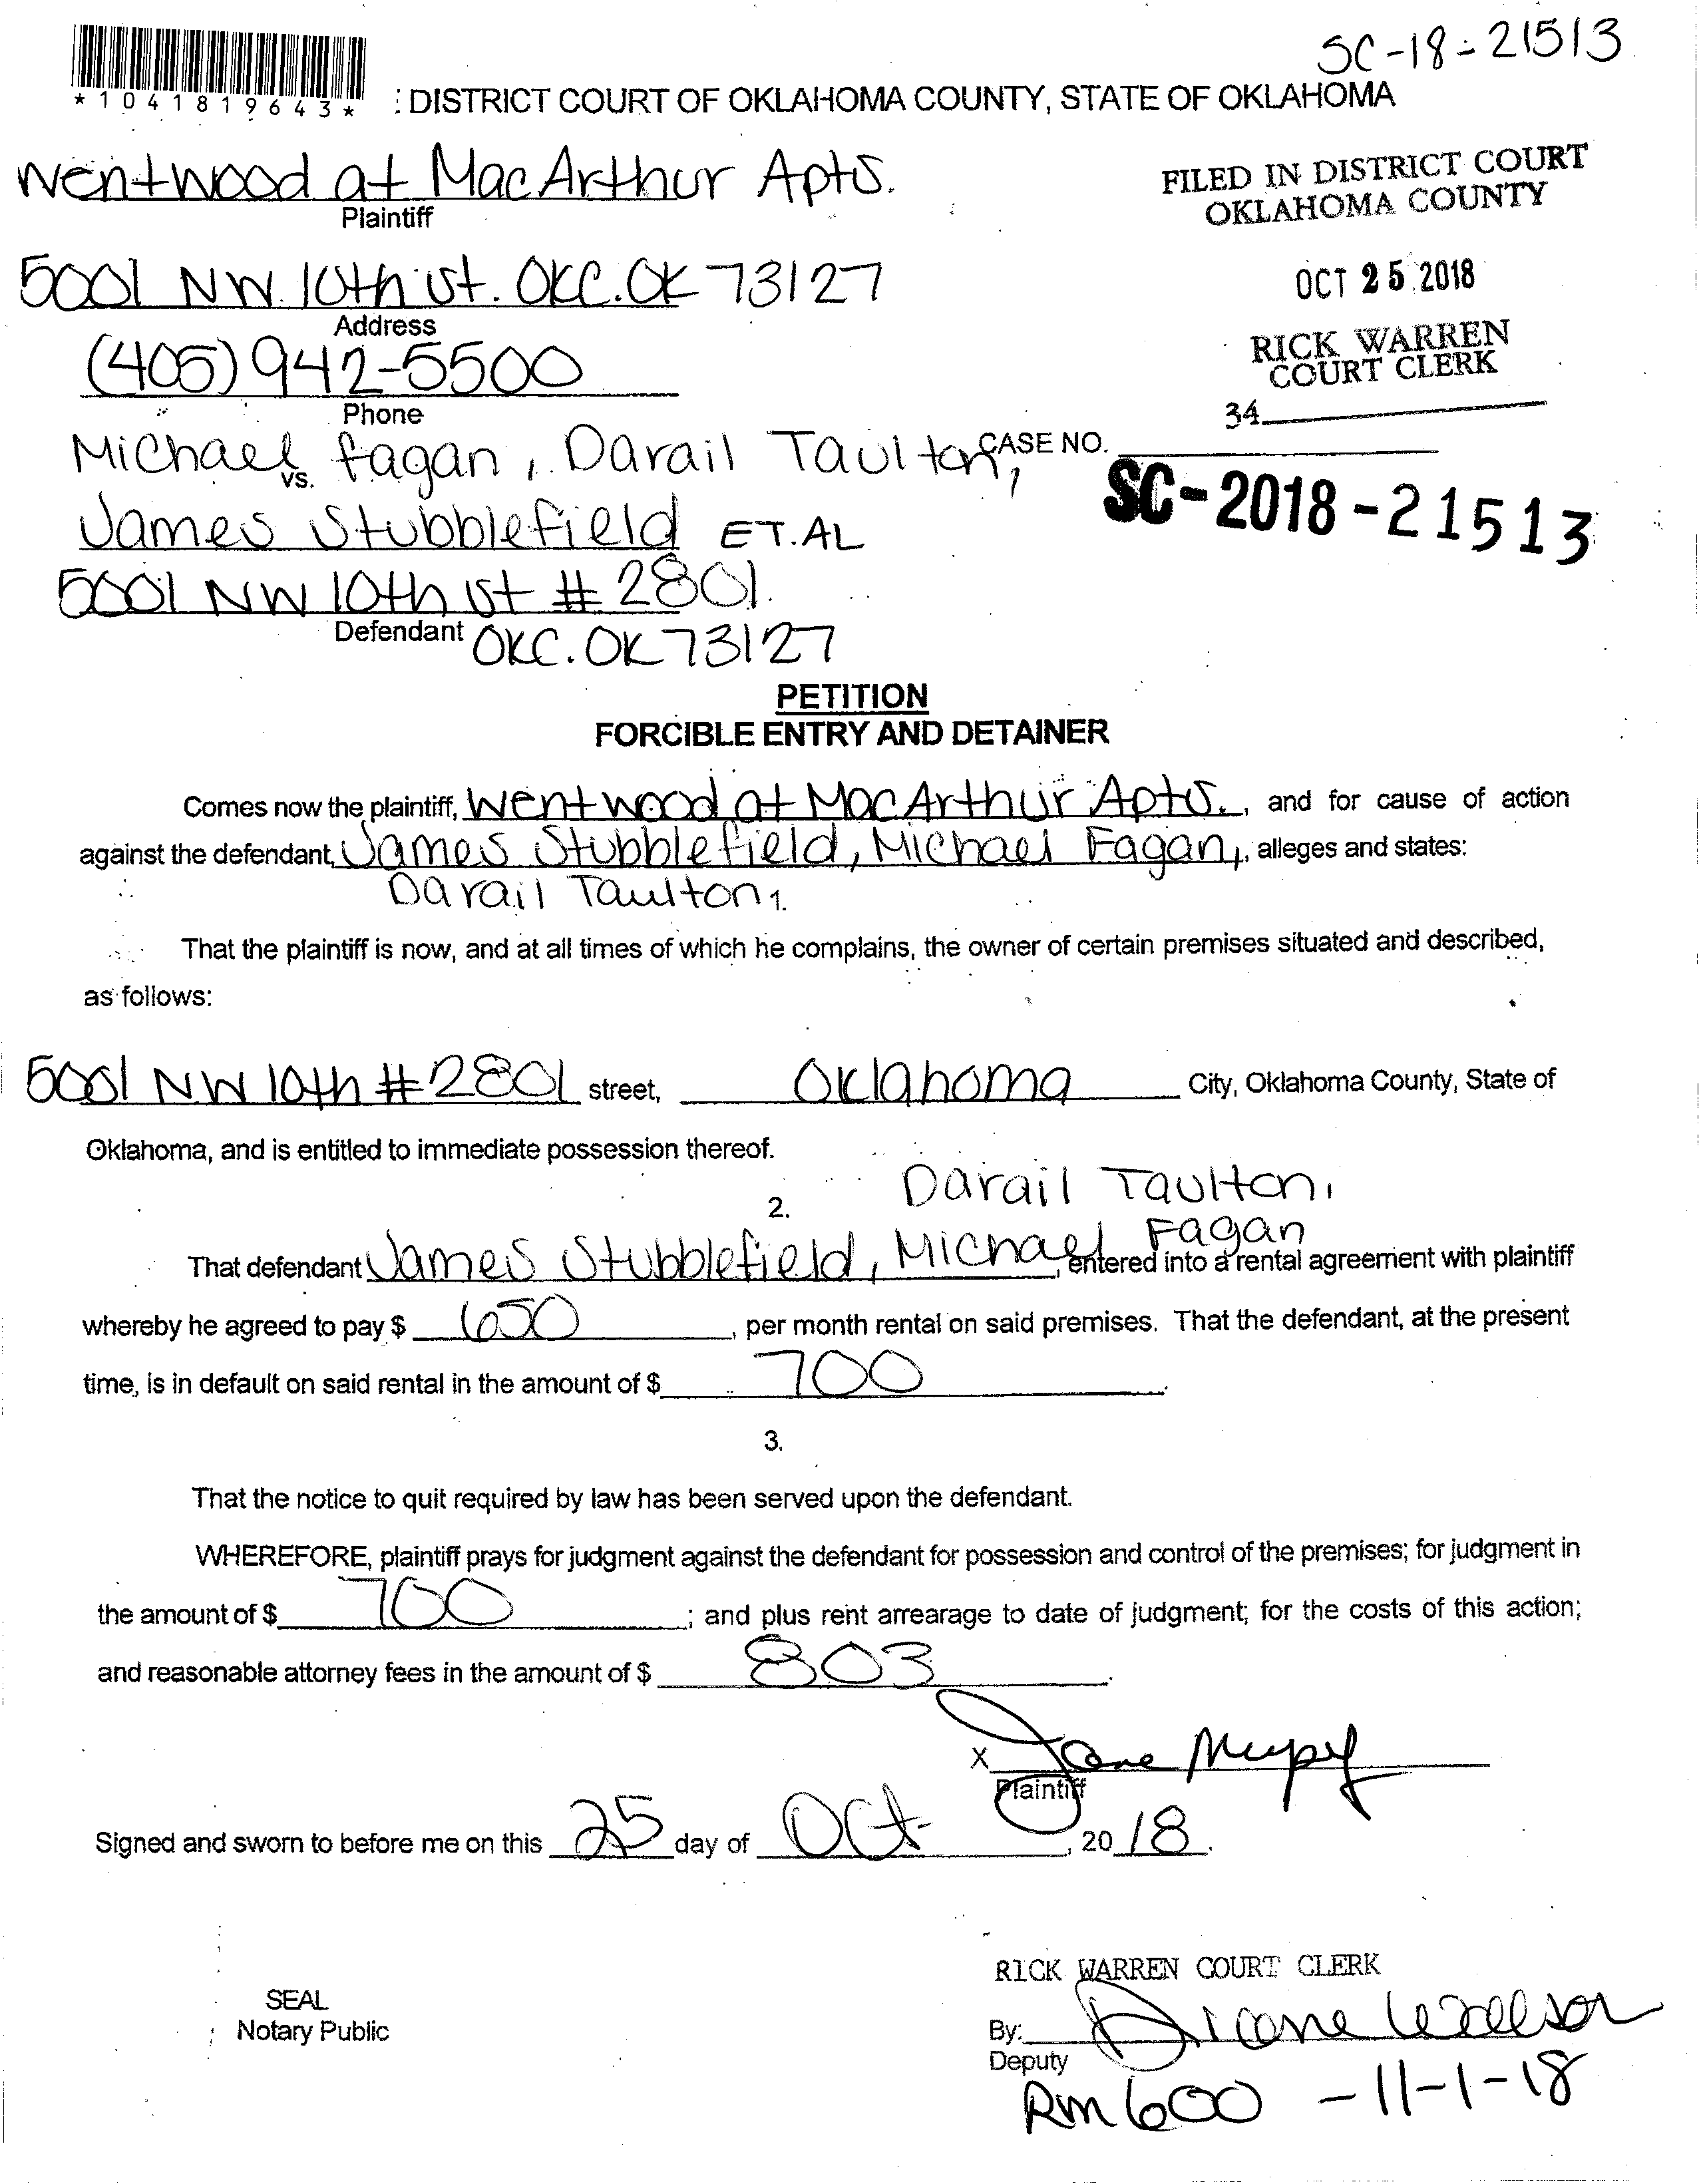 SC-18-21513
*1041819643*
: DISTRICT COURT OF OKLAHOMA COUNTY, STATE OF OKLAHOMA
Wentwood at MacArthur Apts.
Plaintiff
FILED IN DISTRICT COURT
OKLAHOMA COUNTY
5001 NW 10th st. OKC. OK 73127
Address
OCT 25 2018
(405) 942-5500
Phone
RICK WARREN
COURT CLERK
34
Michael Fagan, Darail Taulton,
vs.
CASE NO.
SC-2018-21513
James Stubblefield ET. AL
5001 NW 10th st # 2801
Defendant OKC. OK 73127
PETITION
FORCIBLE ENTRY AND DETAINER
Comes now the plaintiff, Wentwood at MacArthur Apts., and for cause of action
against the defendant, James Stubblefield, Michael Fagan, alleges and states:
Darail Taulton 1.
That the plaintiff is now, and at all times of which he complains, the owner of certain premises situated and described,
as follows:
5001 NW 10th #2801 street, Oklahoma City, Oklahoma County, State of
Oklahoma, and is entitled to immediate possession thereof.
2. Darail Taulton,
That defendant James Stubblefield, Michael Fagan, entered into a rental agreement with plaintiff
whereby he agreed to pay $ 650, per month rental on said premises. That the defendant, at the present
time, is in default on said rental in the amount of $ 700.
3.
That the notice to quit required by law has been served upon the defendant.
WHEREFORE, plaintiff prays for judgment against the defendant for possession and control of the premises; for judgment in
the amount of $ 700; and plus rent arrearage to date of judgment; for the costs of this action;
and reasonable attorney fees in the amount of $ 803.
X Jane
Plaintiff
Signed and sworn to before me on this 25 day of Oct, 2018.
RICK WARREN COURT CLERK
SEAL
Notary Public
By: Diane
Deputy
Rm 600 - 11-1-18